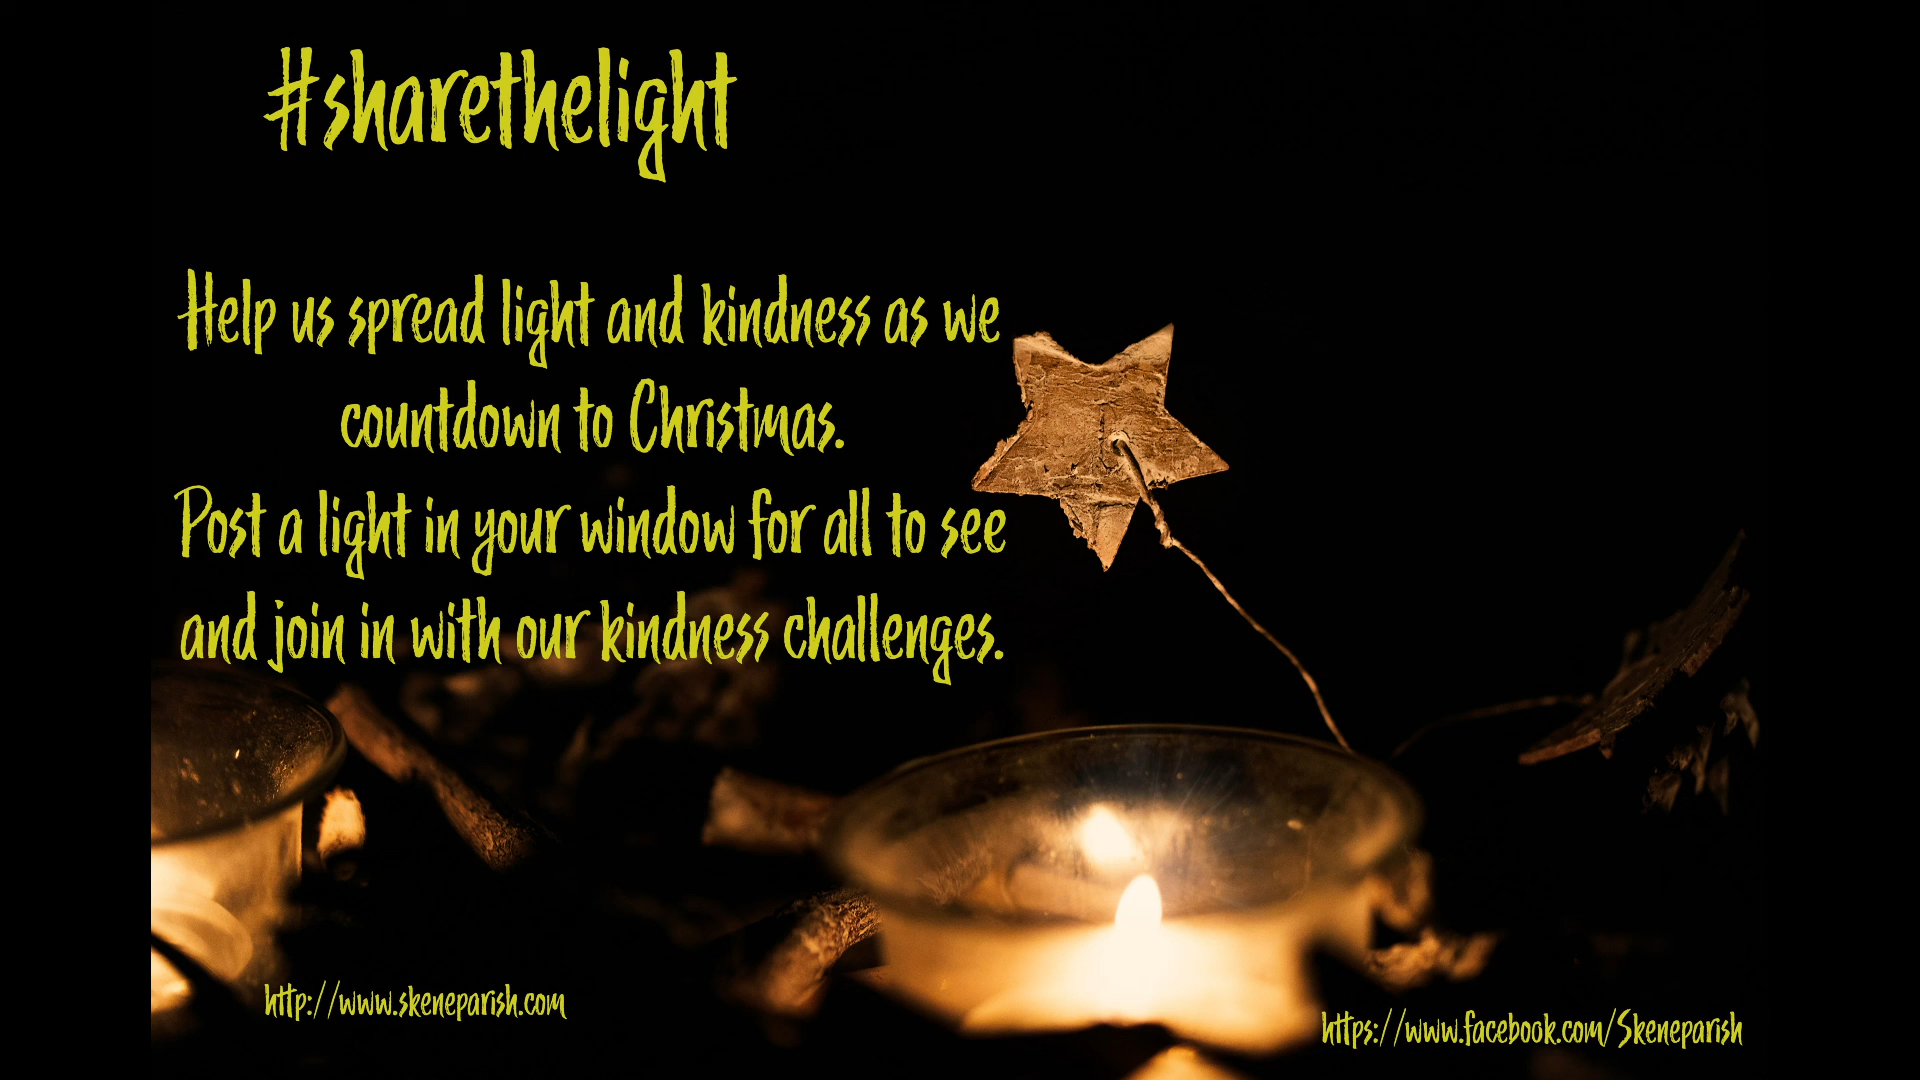 #sharethelight
Help us spread light and kindness as we
countdown to Christmas.
Post a light in your window for all to see
and join in with our kindness challenges.
http://www.skeneparish.com
https://www.facebook.com/Skeneparish